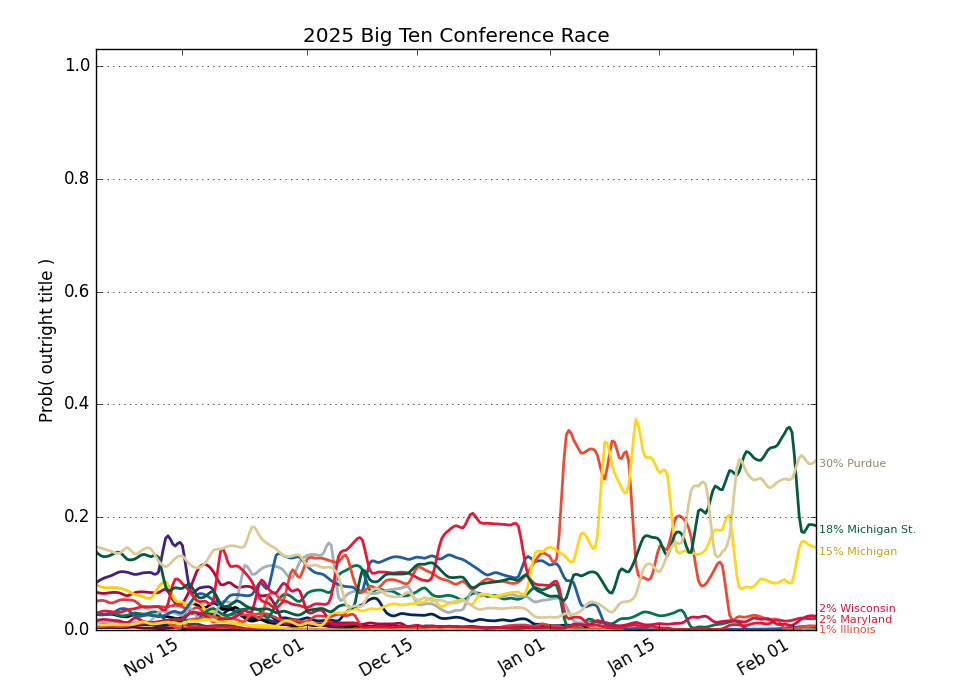 2025 Big Ten Conference Race
Prob( outright title )
1.0
0.8
0.6
0.4
0.2
0.0
30% Purdue
18% Michigan St.
15% Michigan
2% Wisconsin
2% Maryland
1% Illinois
Nov 15
Dec 01
Dec 15
Jan 01
Jan 15
Feb 01